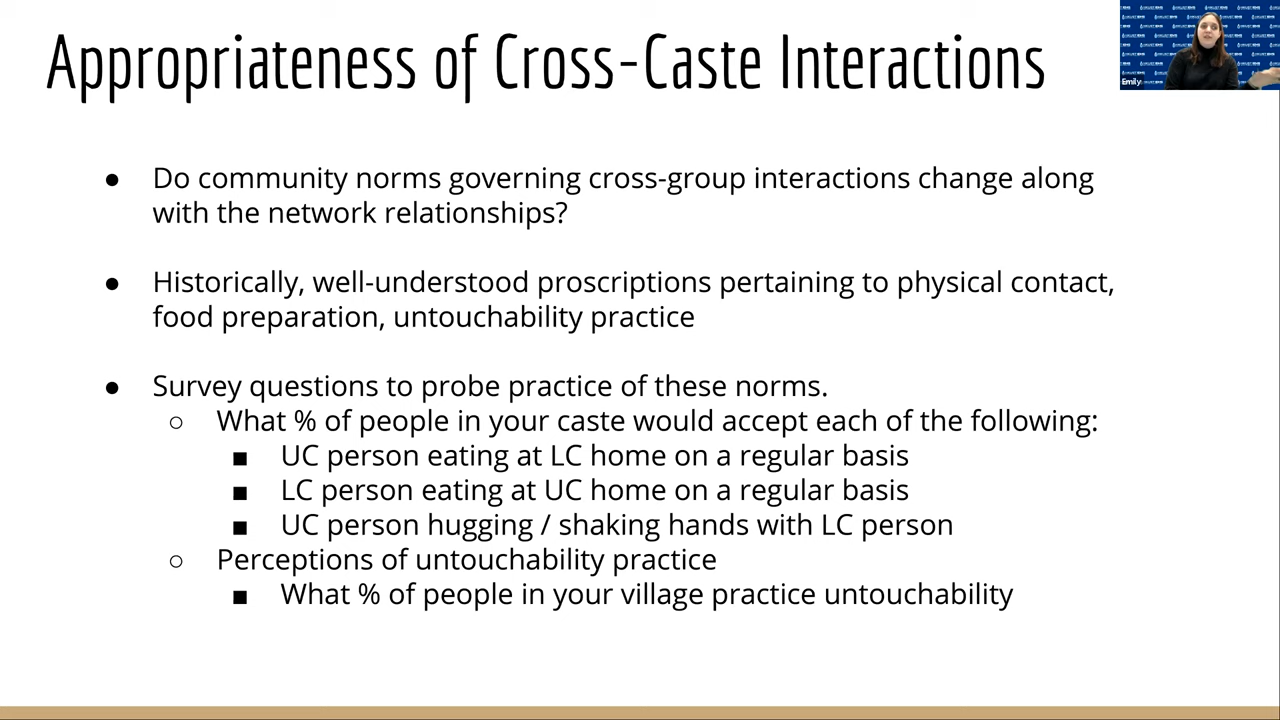 Appropriateness of Cross-Caste Interactions
Emily
● Do community norms governing cross-group interactions change along
with the network relationships?
● Historically, well-understood proscriptions pertaining to physical contact,
food preparation, untouchability practice
● Survey questions to probe practice of these norms.
○ What % of people in your caste would accept each of the following:
■ UC person eating at LC home on a regular basis
■ LC person eating at UC home on a regular basis
■ UC person hugging / shaking hands with LC person
○ Perceptions of untouchability practice
■ What % of people in your village practice untouchability